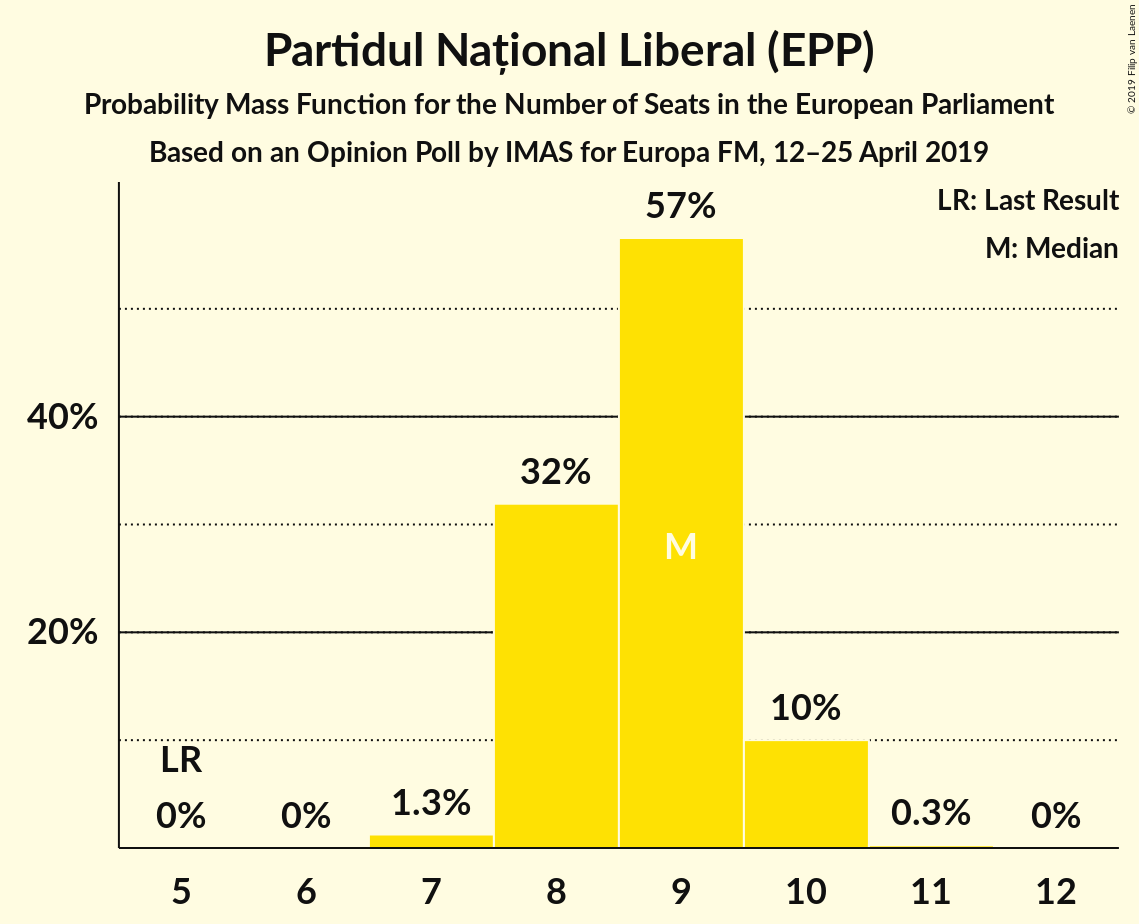 Partidul Național Liberal (EPP)
Probability Mass Function for the Number of Seats in the European Parliament
Based on an Opinion Poll by IMAS for Europa FM, 12–25 April 2019
© 2019 Filip van Laenen
LR: Last Result
M: Median
57%
40%
32%
M
20%
10%
LR
0%
0%
1.3%
0.3%
0%
5 6 7 8 9 10 11 12